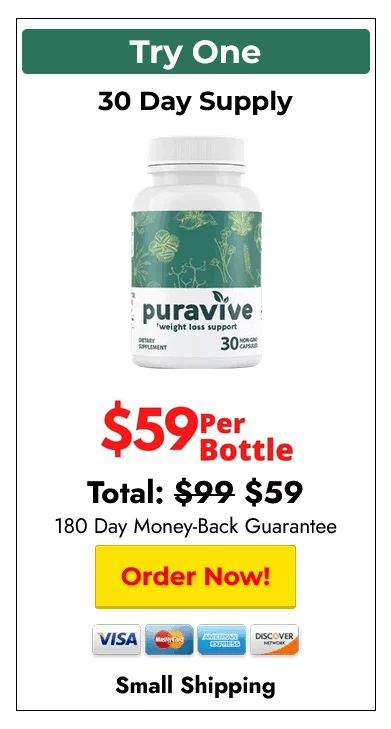 Try One
30 Day Supply
puravive
weight loss support
DIETARY
SUPPLEMENT
30 NON-GMO
CAPSULES
$59 Per
Bottle
Total: $99 $59
180 Day Money-Back Guarantee
Order Now!
VISA MasterCard AMERICAN
EXPRESS DISCOVER
NETWORK
Small Shipping